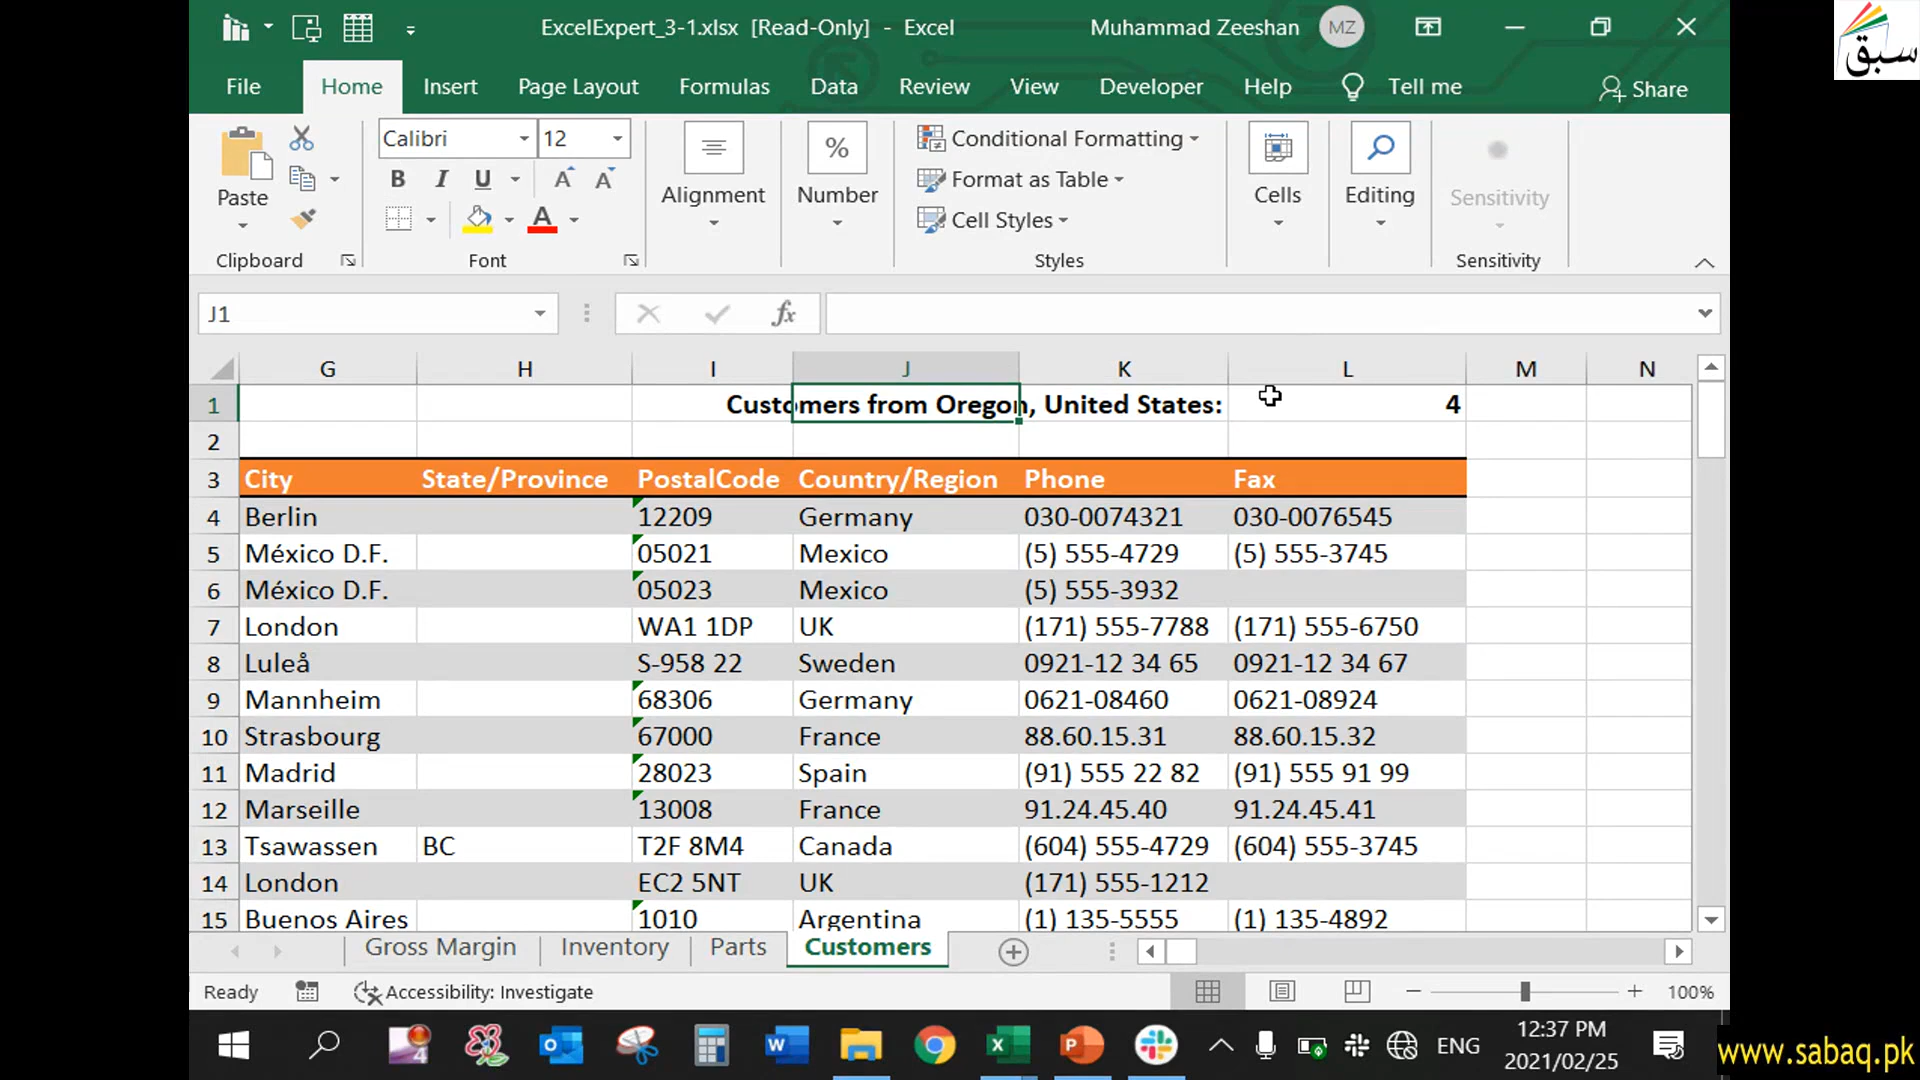 ExcelExpert_3-1.xlsx [Read-Only] - Excel
Muhammad Zeeshan MZ
سبق
File Home Insert Page Layout Formulas Data Review View Developer Help Tell me Share
Paste
Clipboard
Calibri 12
B I U A A
A
Font
Alignment
%
Number
Conditional Formatting
Format as Table
Cell Styles
Styles
Cells
Editing
Sensitivity
Sensitivity
J1
fx
G H I J K L M N
1 Customers from Oregon, United States: 4
2
3 City State/Province PostalCode Country/Region Phone Fax
4 Berlin 12209 Germany 030-0074321 030-0076545
5 México D.F. 05021 Mexico (5) 555-4729 (5) 555-3745
6 México D.F. 05023 Mexico (5) 555-3932
7 London WA1 1DP UK (171) 555-7788 (171) 555-6750
8 Luleå S-958 22 Sweden 0921-12 34 65 0921-12 34 67
9 Mannheim 68306 Germany 0621-08460 0621-08924
10 Strasbourg 67000 France 88.60.15.31 88.60.15.32
11 Madrid 28023 Spain (91) 555 22 82 (91) 555 91 99
12 Marseille 13008 France 91.24.45.40 91.24.45.41
13 Tsawassen BC T2F 8M4 Canada (604) 555-4729 (604) 555-3745
14 London EC2 5NT UK (171) 555-1212
15 Buenos Aires 1010 Argentina (1) 135-5555 (1) 135-4892
Gross Margin Inventory Parts Customers
Ready Accessibility: Investigate 100%
4
ENG
12:37 PM
2021/02/25
www.sabaq.pk